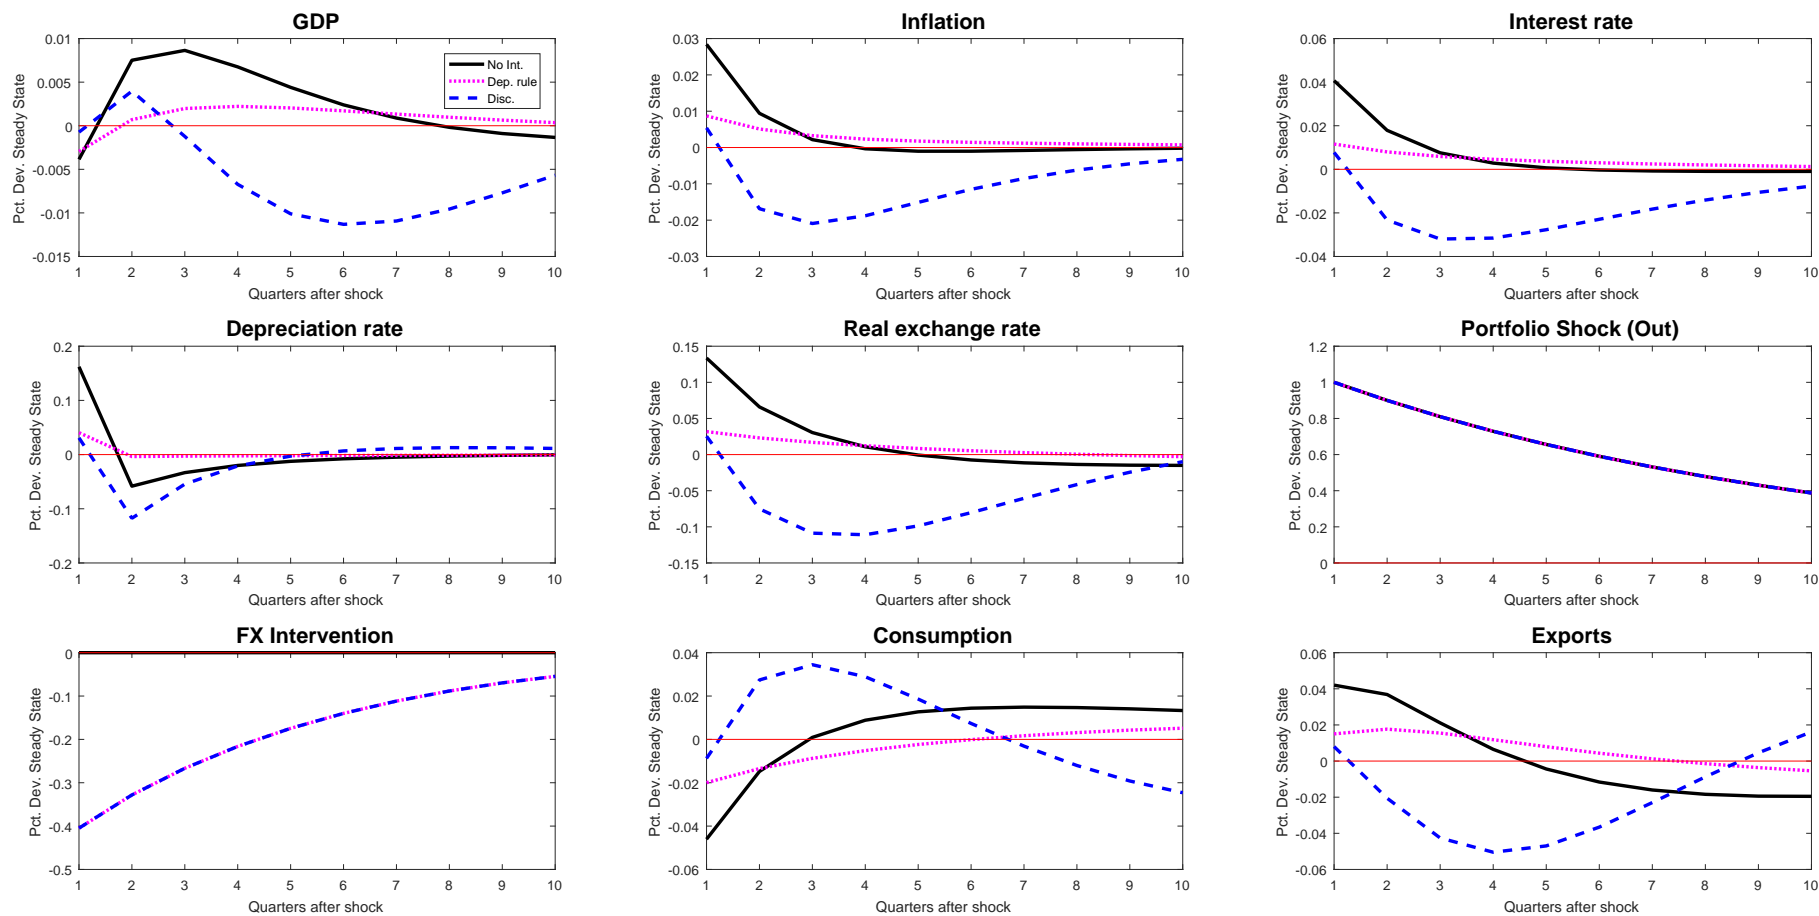 GDP
Pct. Dev. Steady State
0.01
0.005
0
-0.005
-0.01
-0.015
No Int.
Dep. rule
Disc.
1 2 3 4 5 6 7 8 9 10
Quarters after shock
Inflation
Pct. Dev. Steady State
0.03
0.02
0.01
0
-0.01
-0.02
-0.03
1 2 3 4 5 6 7 8 9 10
Quarters after shock
Interest rate
Pct. Dev. Steady State
0.06
0.04
0.02
0
-0.02
-0.04
1 2 3 4 5 6 7 8 9 10
Quarters after shock
Depreciation rate
Pct. Dev. Steady State
0.2
0.1
0
-0.1
-0.2
1 2 3 4 5 6 7 8 9 10
Quarters after shock
Real exchange rate
Pct. Dev. Steady State
0.15
0.1
0.05
0
-0.05
-0.1
-0.15
1 2 3 4 5 6 7 8 9 10
Quarters after shock
Portfolio Shock (Out)
Pct. Dev. Steady State
1.2
1
0.8
0.6
0.4
0.2
0
1 2 3 4 5 6 7 8 9 10
Quarters after shock
FX Intervention
Pct. Dev. Steady State
0
-0.1
-0.2
-0.3
-0.4
-0.5
1 2 3 4 5 6 7 8 9 10
Quarters after shock
Consumption
Pct. Dev. Steady State
0.04
0.02
0
-0.02
-0.04
-0.06
1 2 3 4 5 6 7 8 9 10
Quarters after shock
Exports
Pct. Dev. Steady State
0.06
0.04
0.02
0
-0.02
-0.04
-0.06
1 2 3 4 5 6 7 8 9 10
Quarters after shock